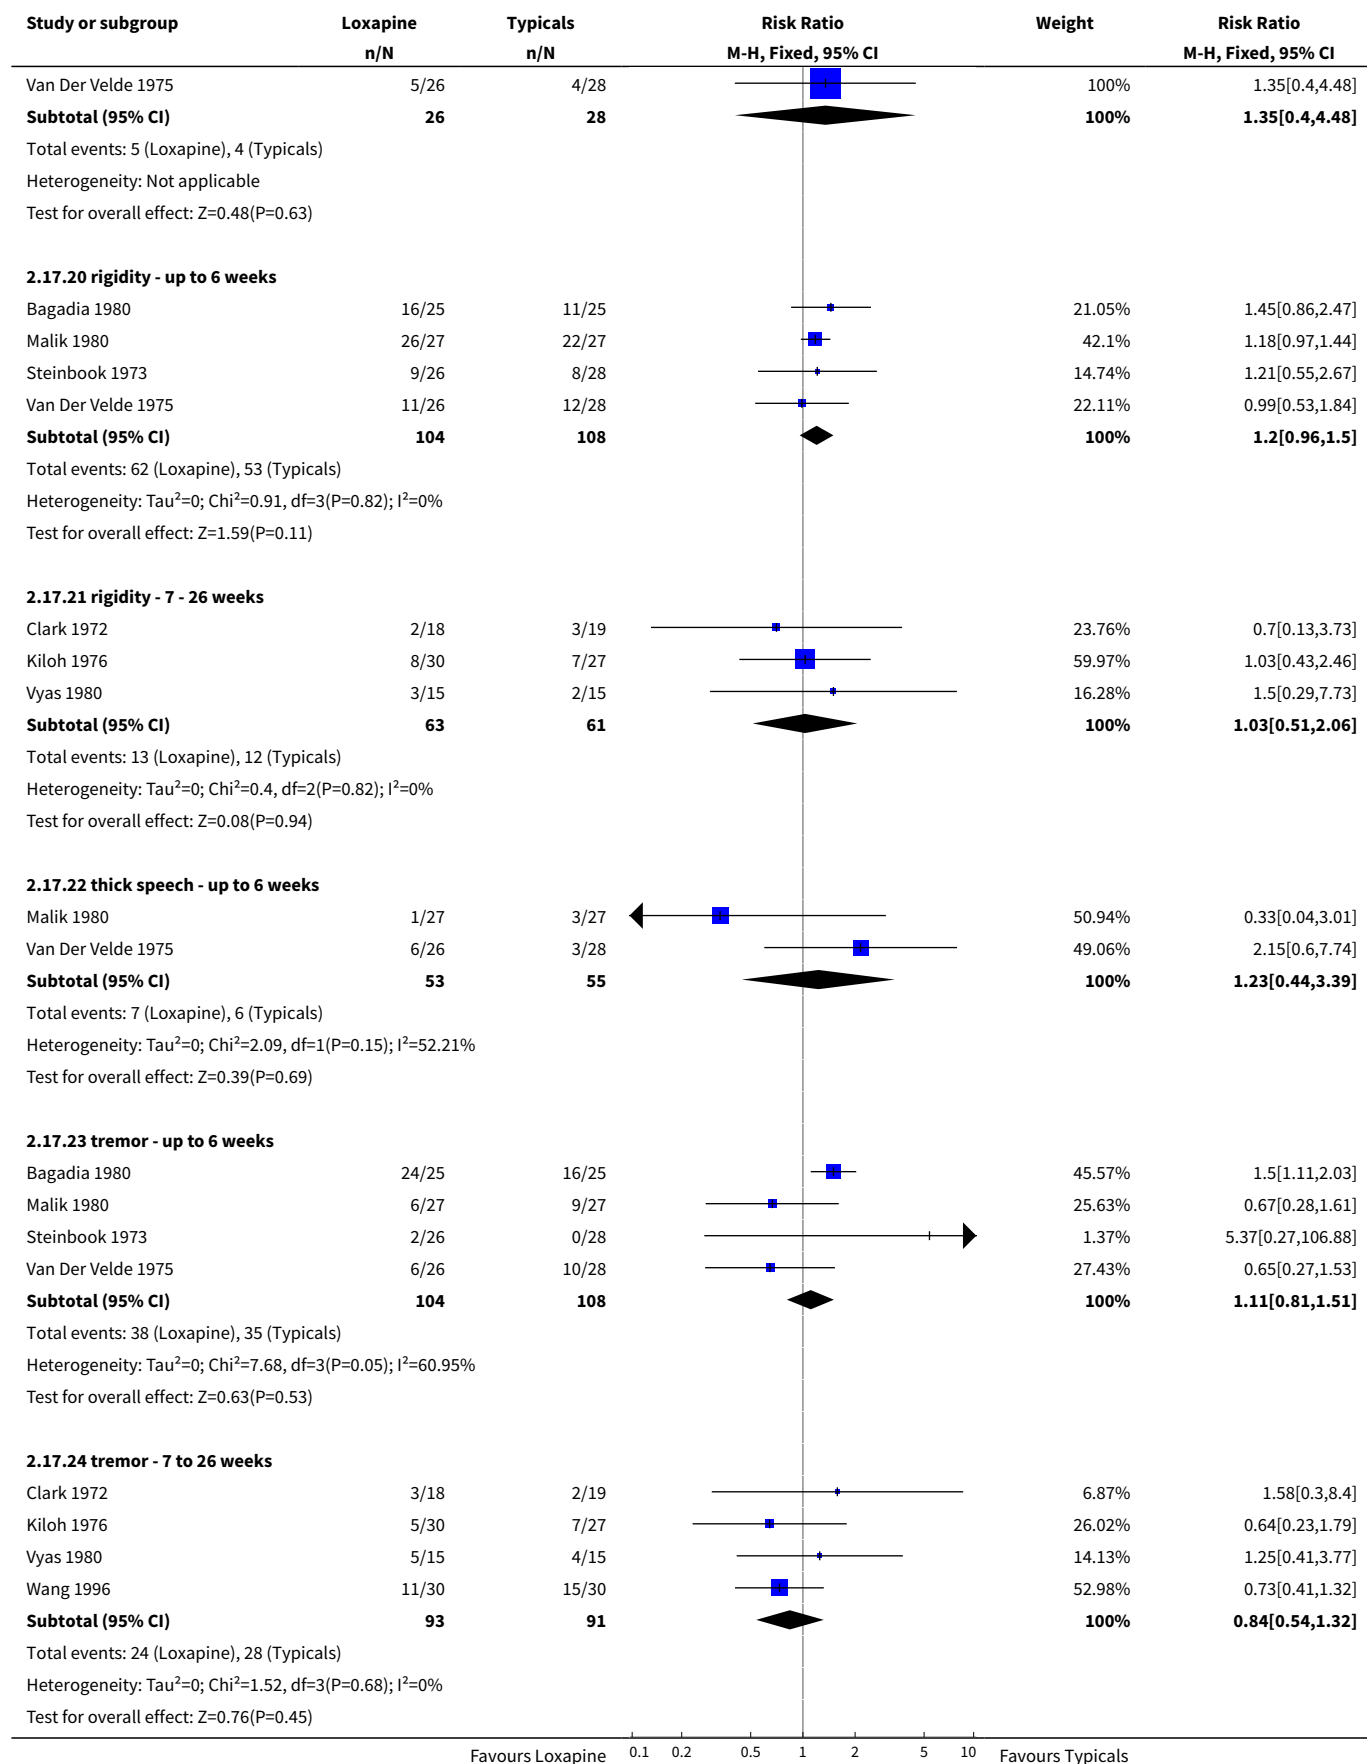 Study or subgroup Loxapine Typicals Risk Ratio Weight Risk Ratio
n/N n/N M-H, Fixed, 95% CI M-H, Fixed, 95% CI
Van Der Velde 1975 5/26 4/28 100% 1.35[0.4,4.48]
Subtotal (95% CI) 26 28 100% 1.35[0.4,4.48]
Total events: 5 (Loxapine), 4 (Typicals)
Heterogeneity: Not applicable
Test for overall effect: Z=0.48(P=0.63)
2.17.20 rigidity - up to 6 weeks
Bagadia 1980 16/25 11/25 21.05% 1.45[0.86,2.47]
Malik 1980 26/27 22/27 42.1% 1.18[0.97,1.44]
Steinbook 1973 9/26 8/28 14.74% 1.21[0.55,2.67]
Van Der Velde 1975 11/26 12/28 22.11% 0.99[0.53,1.84]
Subtotal (95% CI) 104 108 100% 1.2[0.96,1.5]
Total events: 62 (Loxapine), 53 (Typicals)
Heterogeneity: Tau²=0; Chi²=0.91, df=3(P=0.82); I²=0%
Test for overall effect: Z=1.59(P=0.11)
2.17.21 rigidity - 7 - 26 weeks
Clark 1972 2/18 3/19 23.76% 0.7[0.13,3.73]
Kiloh 1976 8/30 7/27 59.97% 1.03[0.43,2.46]
Vyas 1980 3/15 2/15 16.28% 1.5[0.29,7.73]
Subtotal (95% CI) 63 61 100% 1.03[0.51,2.06]
Total events: 13 (Loxapine), 12 (Typicals)
Heterogeneity: Tau²=0; Chi²=0.4, df=2(P=0.82); I²=0%
Test for overall effect: Z=0.08(P=0.94)
2.17.22 thick speech - up to 6 weeks
Malik 1980 1/27 3/27 50.94% 0.33[0.04,3.01]
Van Der Velde 1975 6/26 3/28 49.06% 2.15[0.6,7.74]
Subtotal (95% CI) 53 55 100% 1.23[0.44,3.39]
Total events: 7 (Loxapine), 6 (Typicals)
Heterogeneity: Tau²=0; Chi²=2.09, df=1(P=0.15); I²=52.21%
Test for overall effect: Z=0.39(P=0.69)
2.17.23 tremor - up to 6 weeks
Bagadia 1980 24/25 16/25 45.57% 1.5[1.11,2.03]
Malik 1980 6/27 9/27 25.63% 0.67[0.28,1.61]
Steinbook 1973 2/26 0/28 1.37% 5.37[0.27,106.88]
Van Der Velde 1975 6/26 10/28 27.43% 0.65[0.27,1.53]
Subtotal (95% CI) 104 108 100% 1.11[0.81,1.51]
Total events: 38 (Loxapine), 35 (Typicals)
Heterogeneity: Tau²=0; Chi²=7.68, df=3(P=0.05); I²=60.95%
Test for overall effect: Z=0.63(P=0.53)
2.17.24 tremor - 7 to 26 weeks
Clark 1972 3/18 2/19 6.87% 1.58[0.3,8.4]
Kiloh 1976 5/30 7/27 26.02% 0.64[0.23,1.79]
Vyas 1980 5/15 4/15 14.13% 1.25[0.41,3.77]
Wang 1996 11/30 15/30 52.98% 0.73[0.41,1.32]
Subtotal (95% CI) 93 91 100% 0.84[0.54,1.32]
Total events: 24 (Loxapine), 28 (Typicals)
Heterogeneity: Tau²=0; Chi²=1.52, df=3(P=0.68); I²=0%
Test for overall effect: Z=0.76(P=0.45)
Favours Loxapine 0.1 0.2 0.5 1 2 5 10 Favours Typicals